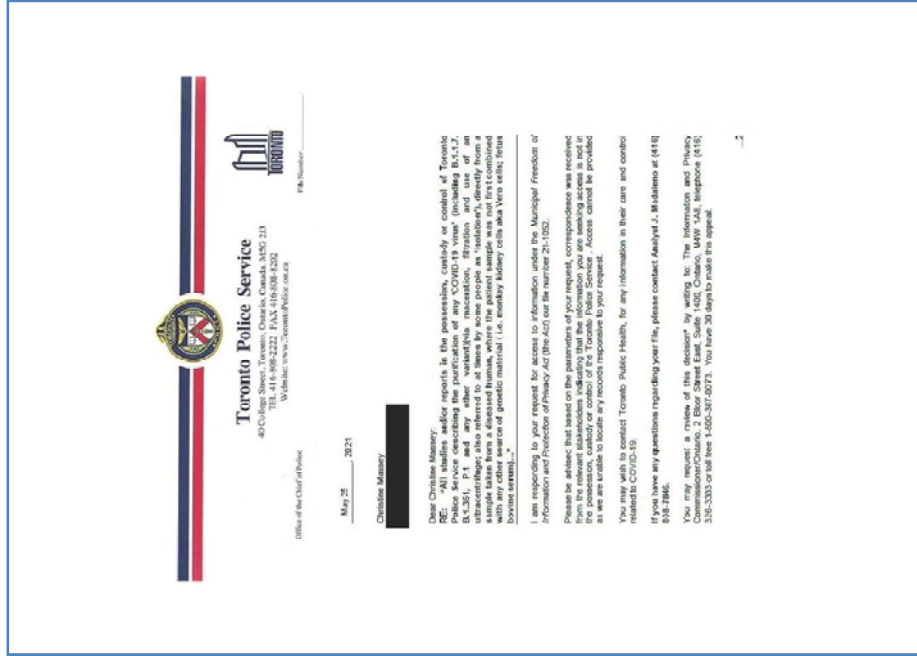 Toronto Police Service
40 College Street, Toronto, Ontario, Canada. M5G 2J3
TEL 416-808-2222 FAX 416-808-8202
Website: www.TorontoPolice.on.ca
TORONTO
Office of the Chief of Police
File Number
May 25 , 2021
Christine Massey
Dear Christine Massey:
RE: "All studies and/or reports in the possession, custody or control of Toronto
Police Service describing the purification of any "COVID-19 virus" (including B.1.1.7,
B.1.351, P.1 and any other variant)(via maceration, filtration and use of an
ultracentrifuge; also referred to at times by some people as "isolation"), directly from a
sample taken from a diseased human, where the patient sample was not first combined
with any other source of genetic material ( i.e. monkey kidney cells aka Vero cells; fetus
bovine serum)..."
I am responding to your request for access to information under the Municipal Freedom of
Information and Protection of Privacy Act (the Act) our file number 21-1052.
Please be advised that based on the parameters of your request, correspondence was received
from the relevant stakeholders indicating that the information you are seeking access is not in
the possession, custody or control of the Toronto Police Service . Access cannot be provided
as we are unable to locate any records responsive to your request.
You may wish to contact Toronto Public Health, for any information in their care and control
related to COVID-19.
If you have any questions regarding your file, please contact Analyst J. Madaleno at (416)
808-7846.
You may request a review of this decision* by writing to: The Information and Privacy
Commissioner/Ontario, 2 Bloor Street East, Suite 1400, Ontario, M4W 1A8, telephone (416)
326-3333 or toll free 1-800-387-0073. You have 30 days to make this appeal.
...2